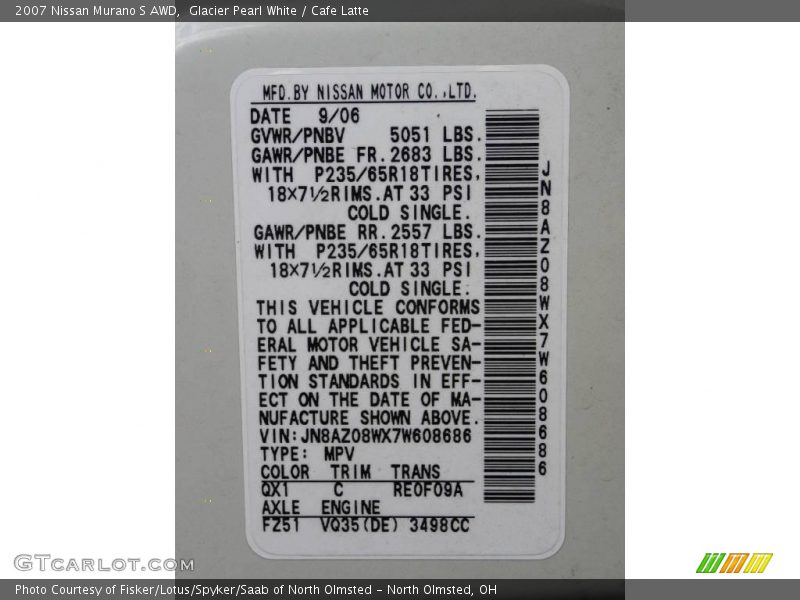 2007 Nissan Murano S AWD,  Glacier Pearl White / Cafe Latte
MFD.BY NISSAN MOTOR CO.,LTD.
DATE 9/06
GVWR/PNBV 5051 LBS.
GAWR/PNBE FR.2683 LBS.
WITH P235/65R18TIRES,
18×7½RIMS.AT 33 PSI
COLD SINGLE.
GAWR/PNBE RR.2557 LBS.
WITH P235/65R18TIRES,
18×7½RIMS.AT 33 PSI
COLD SINGLE.
THIS VEHICLE CONFORMS
TO ALL APPLICABLE FED-
ERAL MOTOR VEHICLE SA-
FETY AND THEFT PREVEN-
TION STANDARDS IN EFF-
ECT ON THE DATE OF MA-
NUFACTURE SHOWN ABOVE.
VIN:JN8AZ08WX7W608686
TYPE: MPV
COLOR TRIM TRANS
QX1 C RE0F09A
AXLE ENGINE
FZ51 VQ35(DE) 3498CC
JN8AZ08WX7W608686
GTCARLOT.COM
Photo Courtesy of Fisker/Lotus/Spyker/Saab of North Olmsted - North Olmsted, OH